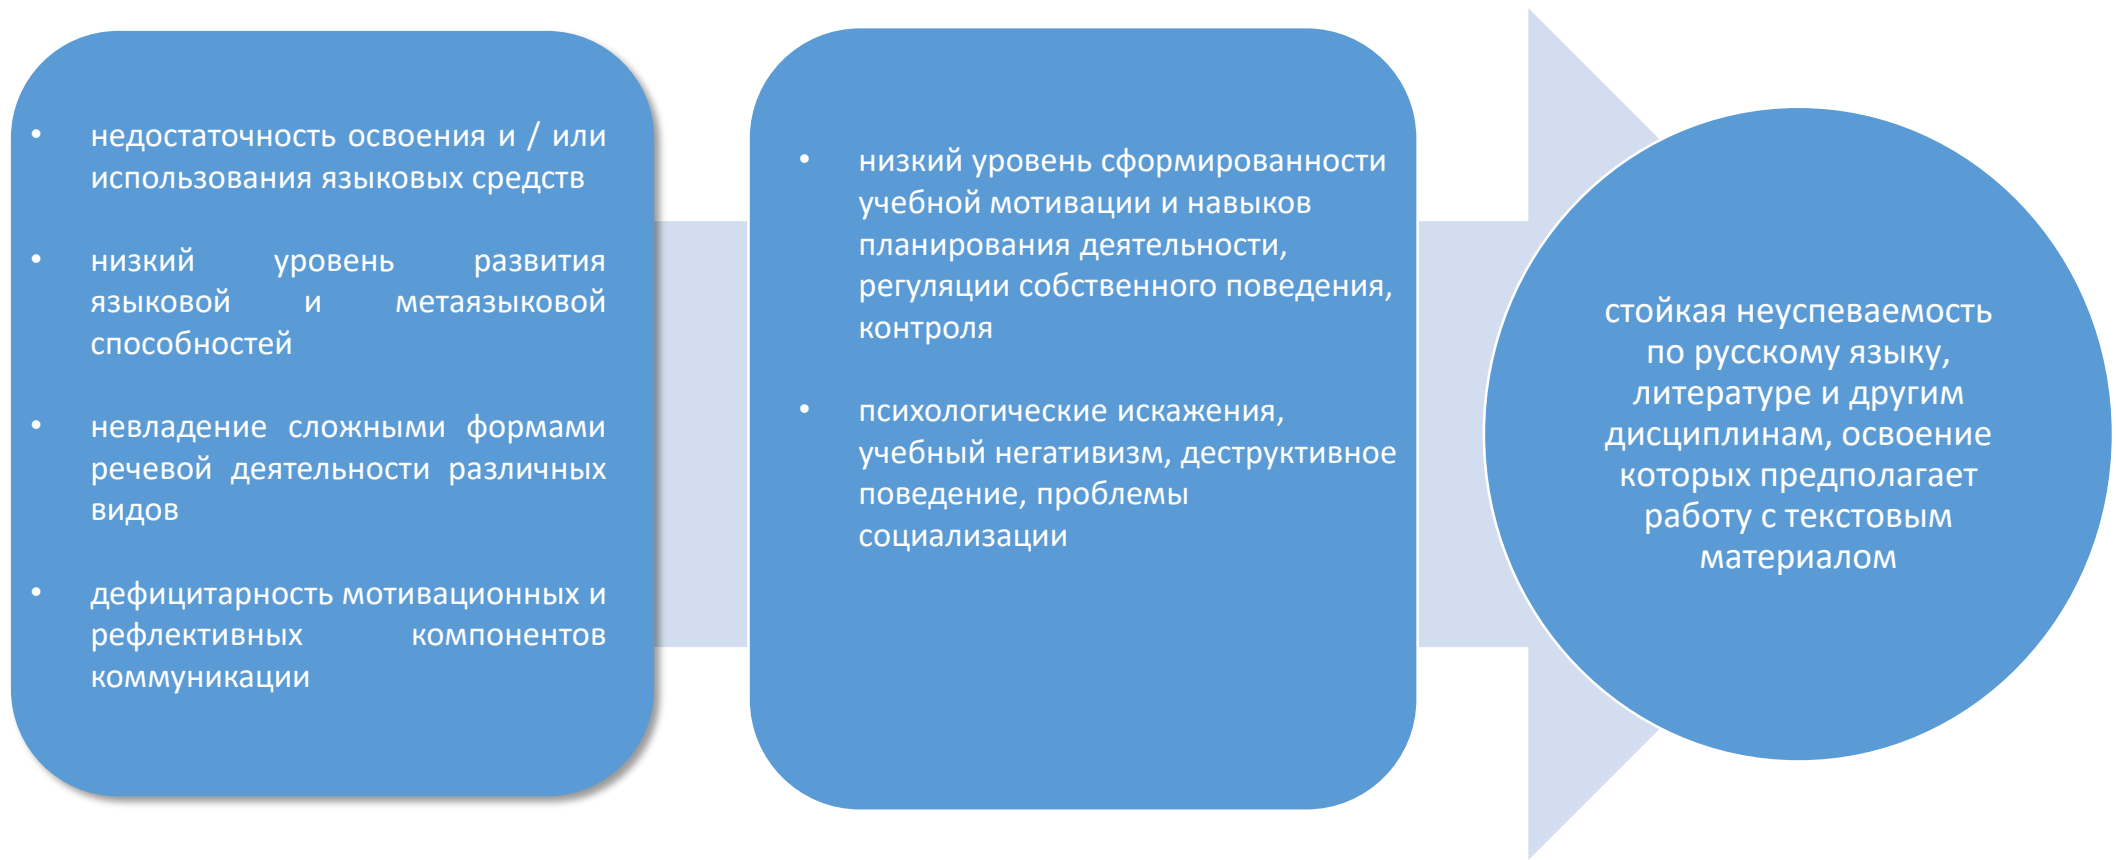 • недостаточность освоения и / или
использования языковых средств
• низкий уровень развития
языковой и метаязыковой
способностей
• невладение сложными формами
речевой деятельности различных
видов
• дефицитарность мотивационных и
рефлективных компонентов
коммуникации
• низкий уровень сформированности
учебной мотивации и навыков
планирования деятельности,
регуляции собственного поведения,
контроля
• психологические искажения,
учебный негативизм, деструктивное
поведение, проблемы
социализации
стойкая неуспеваемость
по русскому языку,
литературе и другим
дисциплинам, освоение
которых предполагает
работу с текстовым
материалом